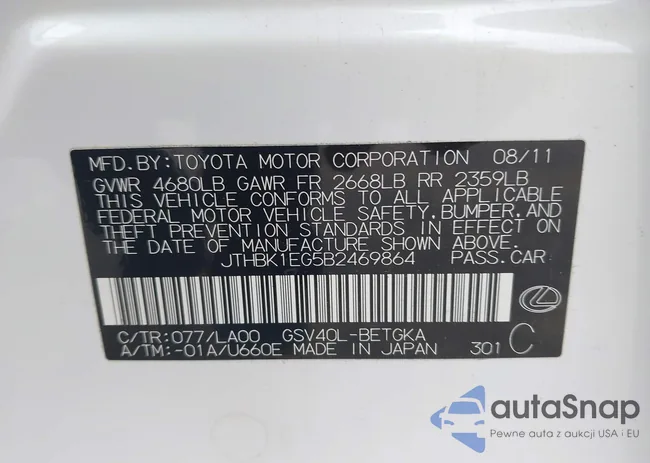 MFD.BY:TOYOTA MOTOR CORPORATION 08/11
GVWR 4680LB GAWR FR 2668LB RR 2359LB
THIS VEHICLE CONFORMS TO ALL APPLICABLE
FEDERAL MOTOR VEHICLE SAFETY,BUMPER,AND
THEFT PREVENTION STANDARDS IN EFFECT ON
THE DATE OF MANUFACTURE SHOWN ABOVE.
JTHBK1EG5B2469864 PASS.CAR
C/TR:077/LA00 GSV40L-BETGKA
A/TM:-01A/U660E MADE IN JAPAN 301 C
autaSnap
Pewne auta z aukcji USA i EU